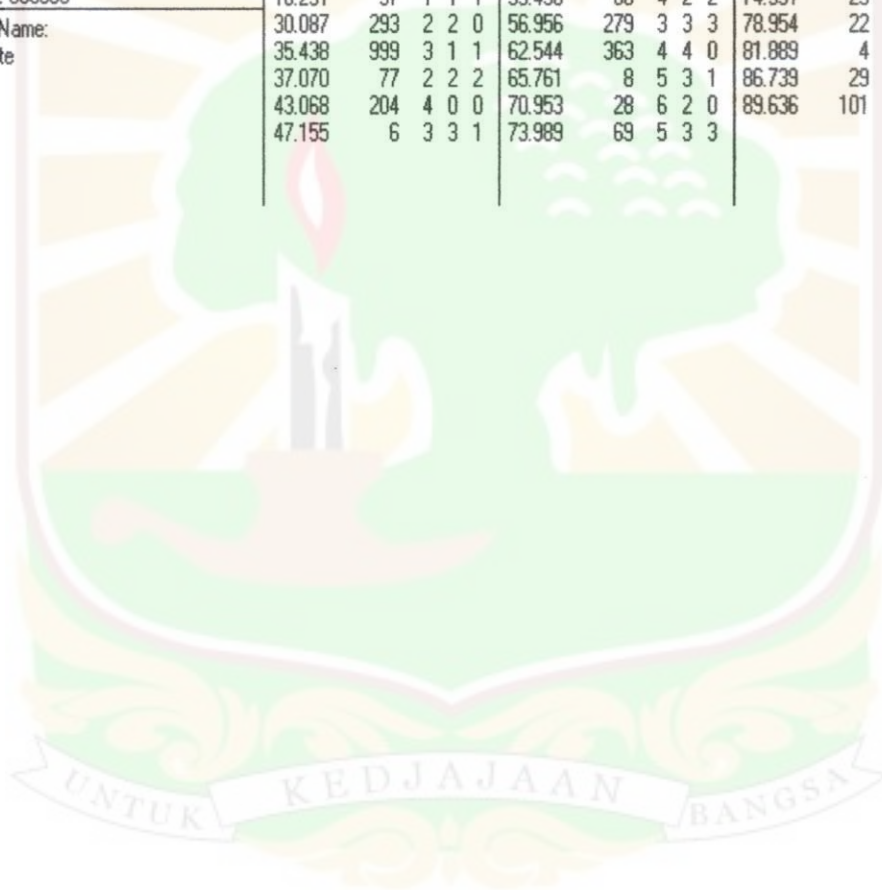 Name: 30.087 293 2 2 0 56.956 279 3 3 3 78.954 22
te 35.438 999 3 1 1 62.544 363 4 4 0 81.889 4
37.070 77 2 2 2 65.761 8 5 3 1 86.739 29
43.068 204 4 0 0 70.953 28 6 2 0 89.636 101
47.155 6 3 3 1 73.989 69 5 3 3
UNTUK KEDJAJAAN BANGSA